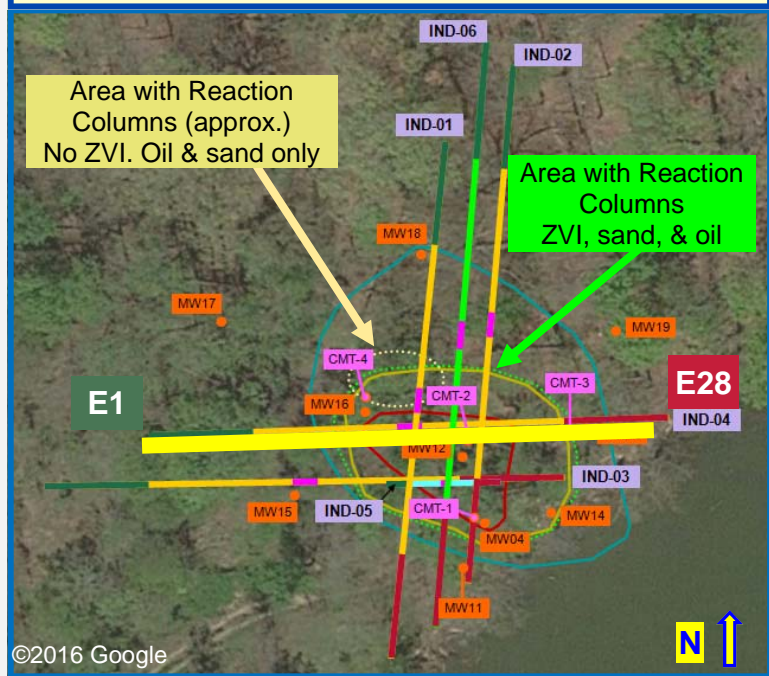 IND-06
IND-02
Area with Reaction
Columns (approx.)
No ZVI. Oil & sand only
IND-01
Area with Reaction
Columns
ZVI, sand, & oil
MW18
MW17
MW19
CMT-4
CMT-3
CMT-2
E1
E28
MW16
IND-04
MW12
IND-03
MW15
IND-05
CMT-1
MW14
MW04
MW11
©2016 Google
N